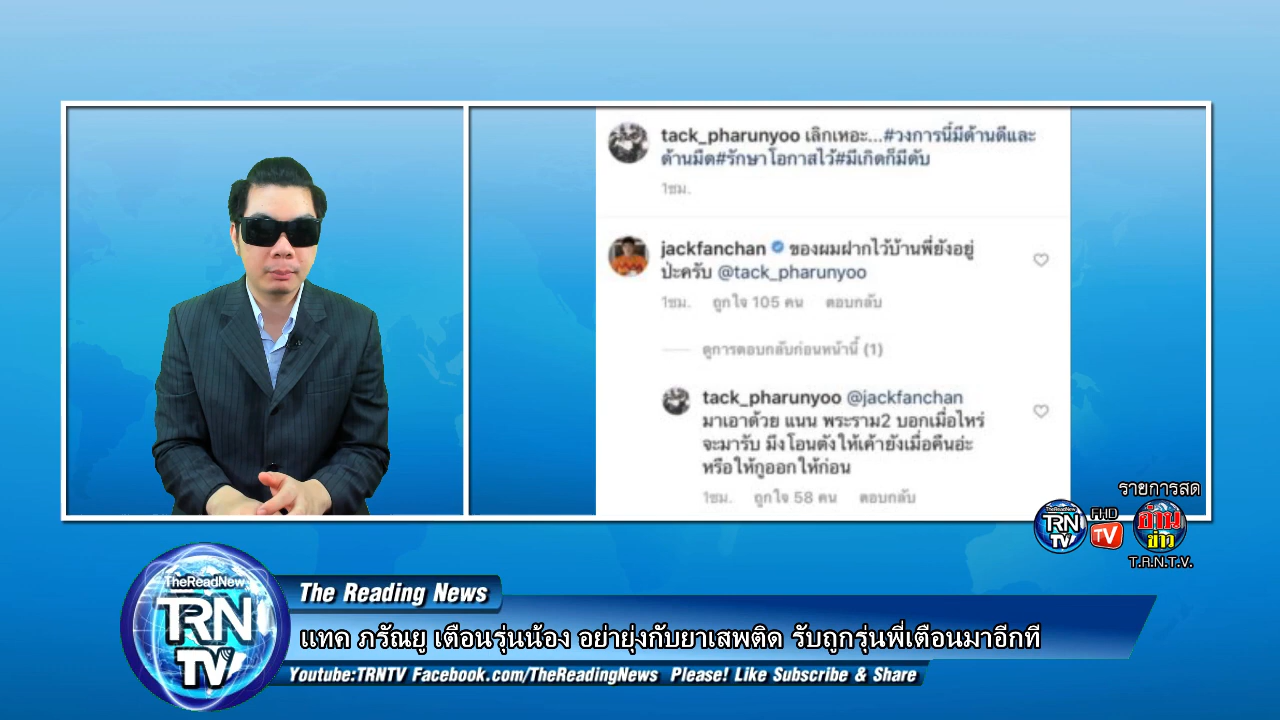 tack_pharunyoo เลิกเหอะ...#วงการนี้มีด้านดีและ
ด้านมืด#รักษาโอกาสไว้#มีเกิดก็มีดับ
1ชม.
jackfanchan ของผมฝากไว้บ้านพี่ยังอยู่
ป่ะครับ @tack_pharunyoo
1ชม. ถูกใจ 105 คน ตอบกลับ
ดูการตอบกลับก่อนหน้านี้ (1)
tack_pharunyoo @jackfanchan
มาเอาด้วย แนน พระราม2 บอกเมื่อไหร่
จะมารับ มึงโอนตังให้เค้ายังเมื่อคืนอ่ะ
หรือให้กูออกให้ก่อน
1ชม. ถูกใจ 58 คน ตอบกลับ
รายการสด
TheReadNew
TRN
TV
FHD
TV
อ่าน
ข่าว
T.R.N.T.V.
TheReadNew
TRN
TV
The Reading News
แทค ภรัณยู เตือนรุ่นน้อง อย่ายุ่งกับยาเสพติด รับถูกรุ่นพี่เตือนมาอีกที
Youtube:TRNTV Facebook.com/TheReadingNews Please! Like Subscribe & Share